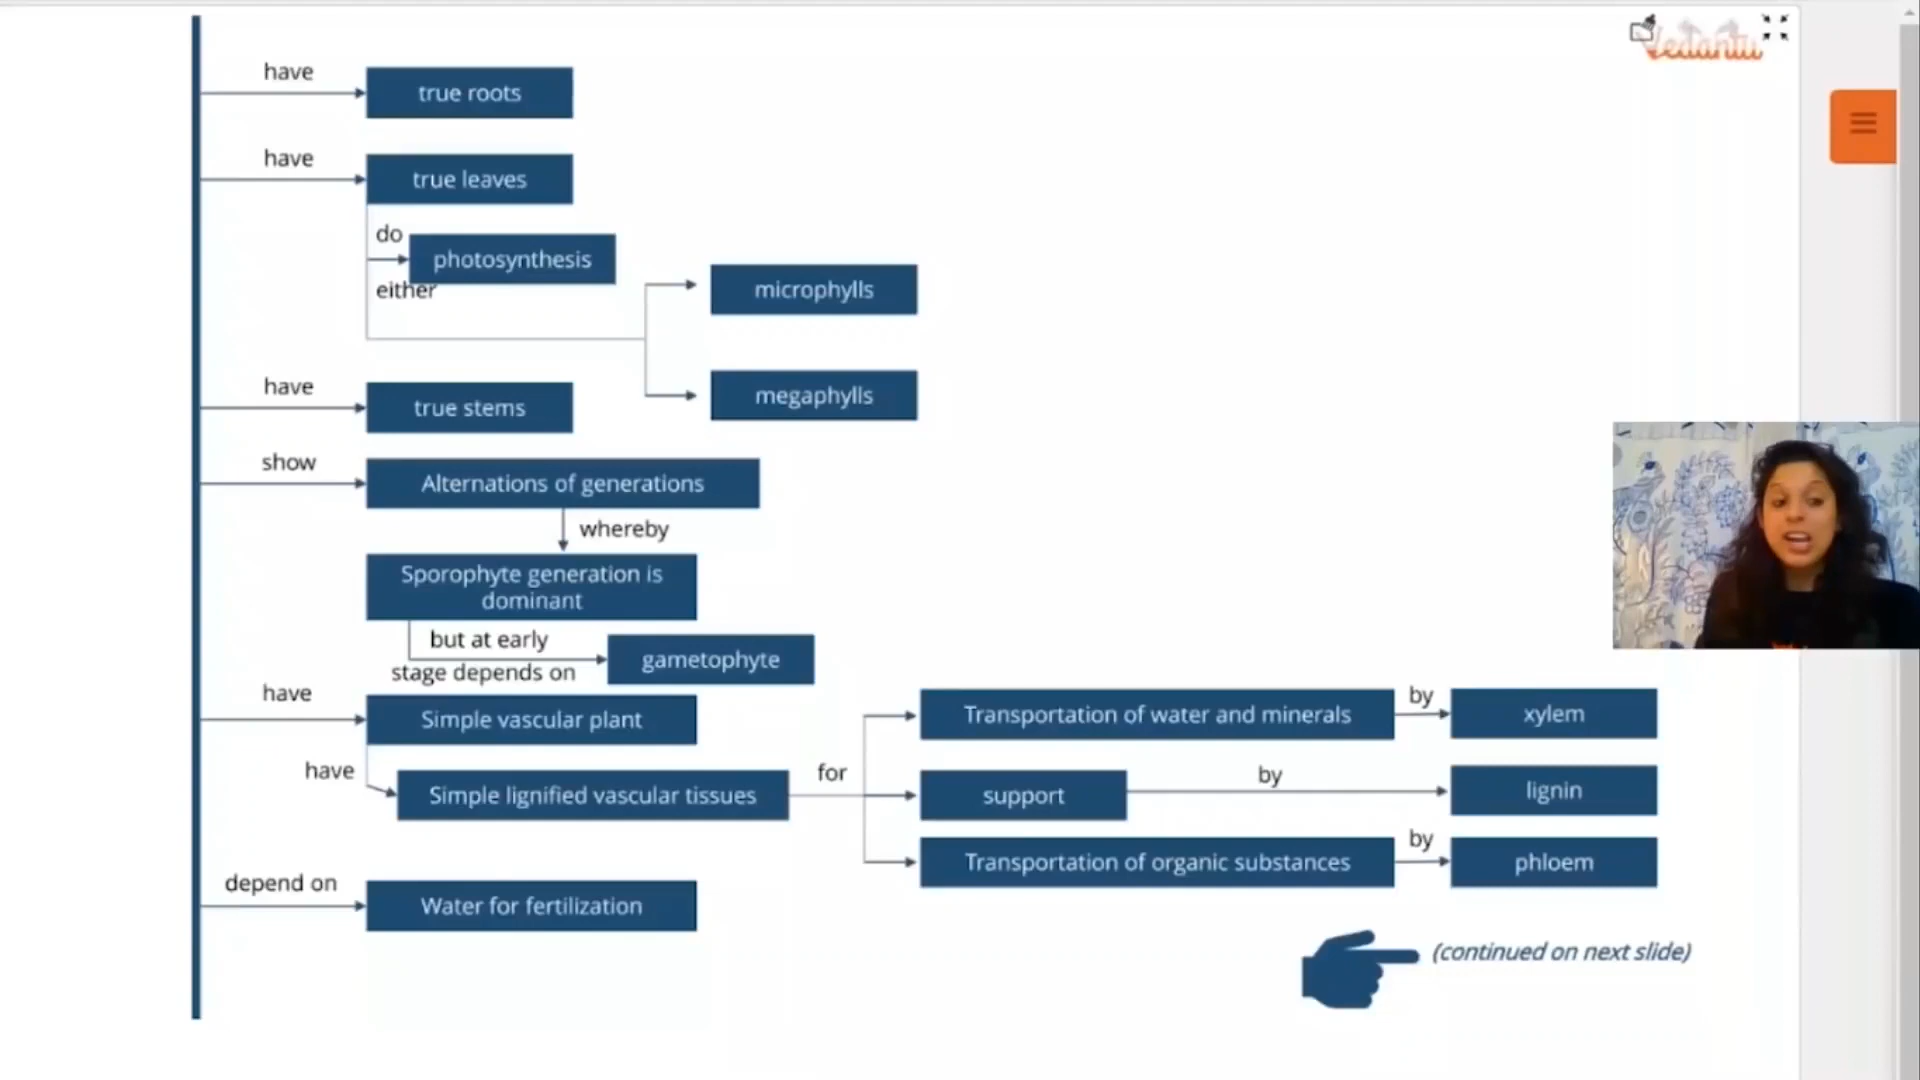 Vedantu
have
true roots
have
true leaves
do
photosynthesis
either
microphylls
megaphylls
have
true stems
show
Alternations of generations
whereby
Sporophyte generation is
dominant
but at early
stage depends on
gametophyte
have
Simple vascular plant
have
Simple lignified vascular tissues
for
Transportation of water and minerals
by
xylem
support
by
lignin
Transportation of organic substances
by
phloem
depend on
Water for fertilization
(continued on next slide)